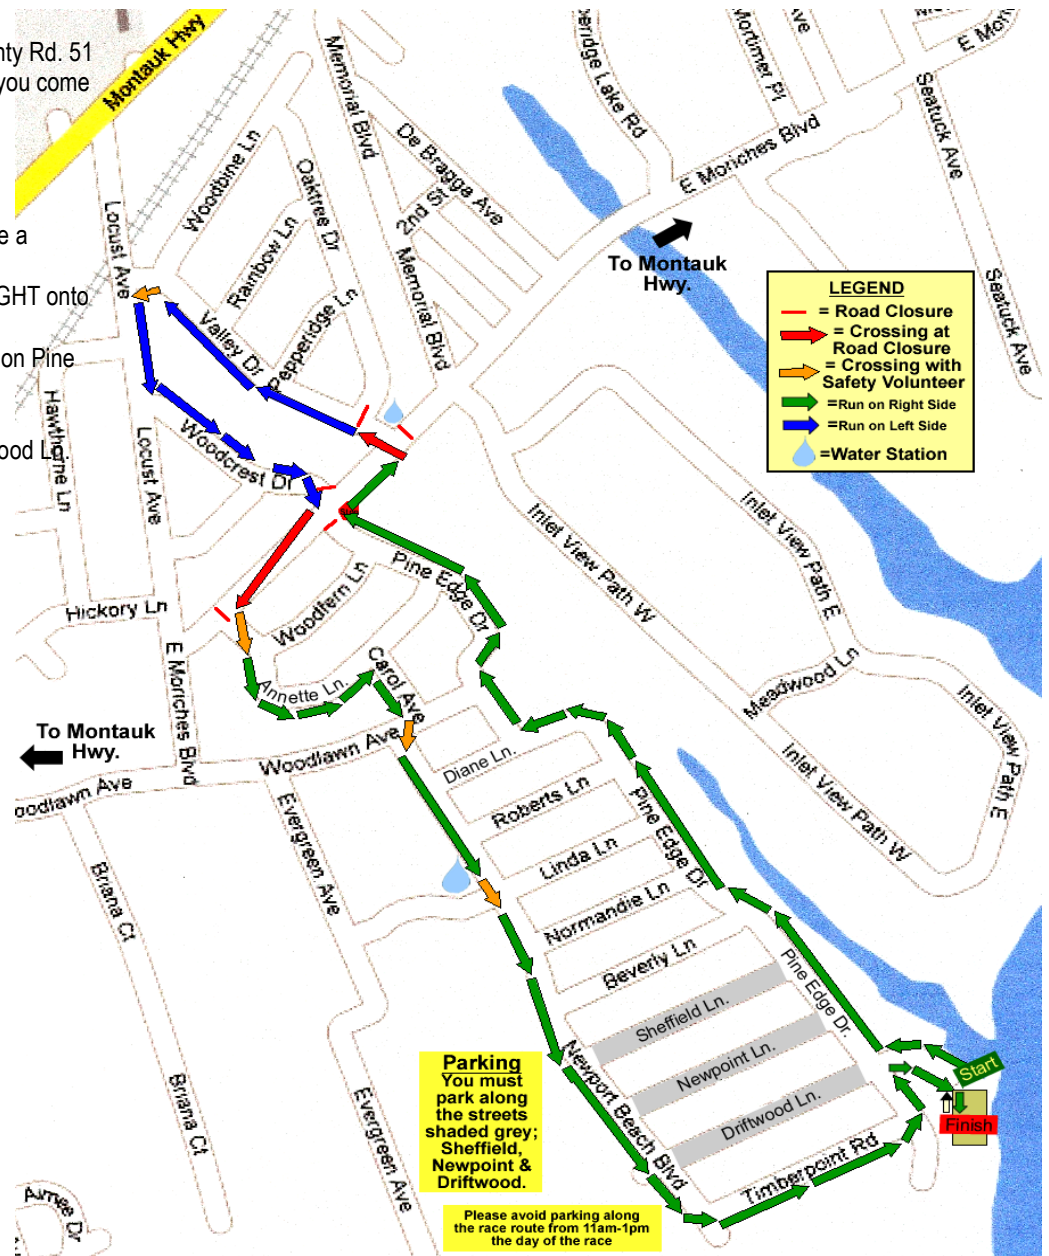 nty Rd. 51
you come
e a
GHT onto
on Pine
ood Ln.
Montauk Hwy
Memorial Blvd
erridge Lake Rd
Mortimer Pl
Ave
E Mor
Seatuck Ave
Woodbine Ln
Oaktree Dr
De Bragga Ave
2nd St
E Moriches Blvd
To Montauk
Hwy.
Locust Ave
Rainbow Ln
Memorial Blvd
Valley Dr
Pepperidge Ln
Seatuck Ave
LEGEND
= Road Closure
= Crossing at
Road Closure
= Crossing with
Safety Volunteer
=Run on Right Side
=Run on Left Side
=Water Station
Hawthorne Ln
Locust Ave
Woodcrest Dr
Inlet View Path W
Inlet View Path E
Pine Edge Dr
Woodfern Ln
Hickory Ln
E Moriches Blvd
Annette Ln.
Carol Ave
Meadwood Ln
Inlet View Path E
To Montauk
Hwy.
Woodlawn Ave
oodlawn Ave
Diane Ln.
Inlet View Path W
Roberts Ln
Pine Edge Dr
Evergreen Ave
Linda Ln
Briana Ct
Normandie Ln
Beverly Ln
Pine Edge Dr.
Sheffield Ln.
Newpoint Ln.
Driftwood Ln.
Start
Finish
Parking
You must
park along
the streets
shaded grey;
Sheffield,
Newpoint &
Driftwood.
Newport Beach Blvd
Timberpoint Rd
Briana Ct
Evergreen Ave
Aimee Dr
Please avoid parking along
the race route from 11am-1pm
the day of the race